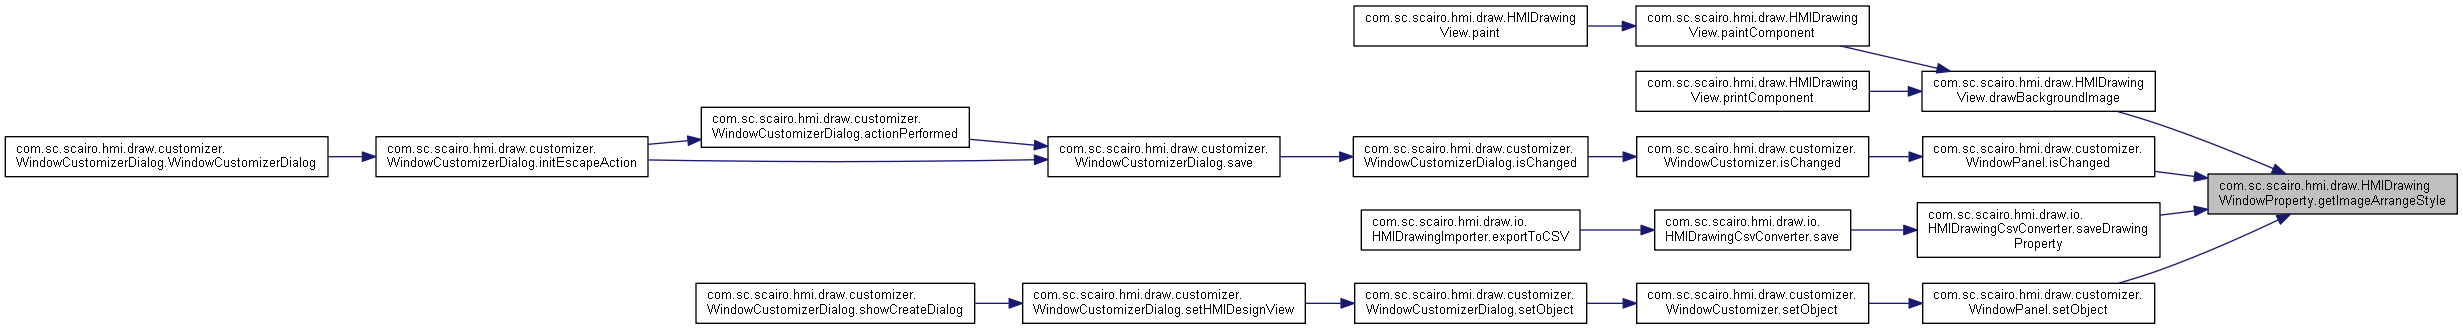 com.sc.scairo.hmi.draw.HMIDrawing
View.paint
com.sc.scairo.hmi.draw.HMIDrawing
View.paintComponent
com.sc.scairo.hmi.draw.HMIDrawing
View.printComponent
com.sc.scairo.hmi.draw.HMIDrawing
View.drawBackgroundImage
com.sc.scairo.hmi.draw.customizer.
WindowCustomizerDialog.WindowCustomizerDialog
com.sc.scairo.hmi.draw.customizer.
WindowCustomizerDialog.initEscapeAction
com.sc.scairo.hmi.draw.customizer.
WindowCustomizerDialog.actionPerformed
com.sc.scairo.hmi.draw.customizer.
WindowCustomizerDialog.save
com.sc.scairo.hmi.draw.customizer.
WindowCustomizerDialog.isChanged
com.sc.scairo.hmi.draw.customizer.
WindowCustomizer.isChanged
com.sc.scairo.hmi.draw.customizer.
WindowPanel.isChanged
com.sc.scairo.hmi.draw.HMIDrawing
WindowProperty.getImageArrangeStyle
com.sc.scairo.hmi.draw.io.
HMIDrawingImporter.exportToCSV
com.sc.scairo.hmi.draw.io.
HMIDrawingCsvConverter.save
com.sc.scairo.hmi.draw.io.
HMIDrawingCsvConverter.saveDrawing
Property
com.sc.scairo.hmi.draw.customizer.
WindowCustomizerDialog.showCreateDialog
com.sc.scairo.hmi.draw.customizer.
WindowCustomizerDialog.setHMIDesignView
com.sc.scairo.hmi.draw.customizer.
WindowCustomizerDialog.setObject
com.sc.scairo.hmi.draw.customizer.
WindowCustomizer.setObject
com.sc.scairo.hmi.draw.customizer.
WindowPanel.setObject